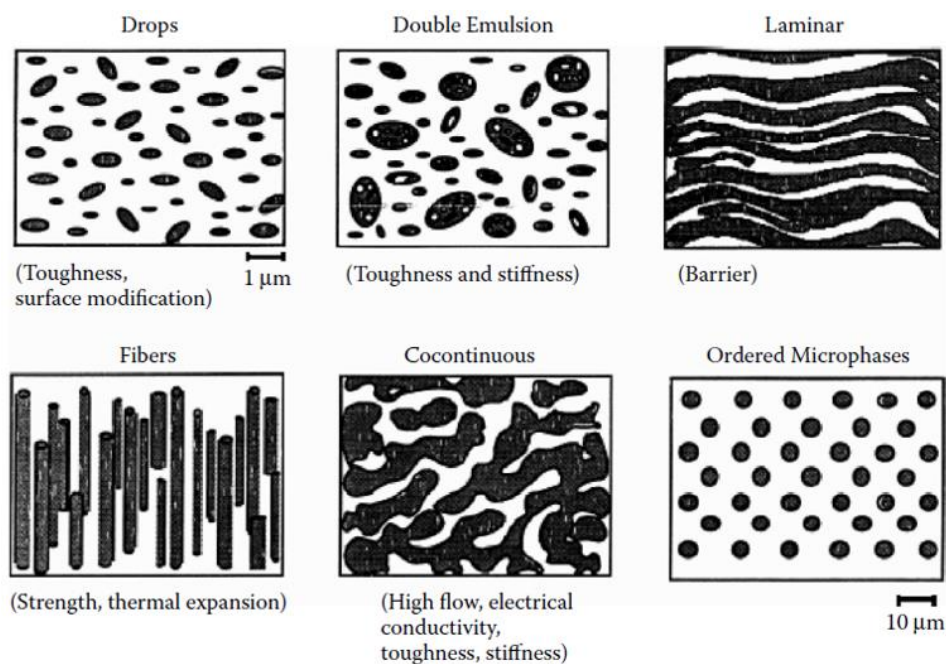 Drops
Double Emulsion
Laminar
(Toughness,
surface modification)
1 μm
(Toughness and stiffness)
(Barrier)
Fibers
Cocontinuous
Ordered Microphases
(Strength, thermal expansion)
(High flow, electrical
conductivity,
toughness, stiffness)
10 μm